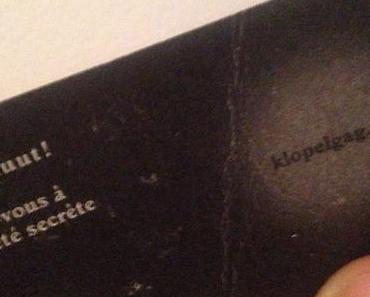 uut!
vous à
té secrète
klopelgag.